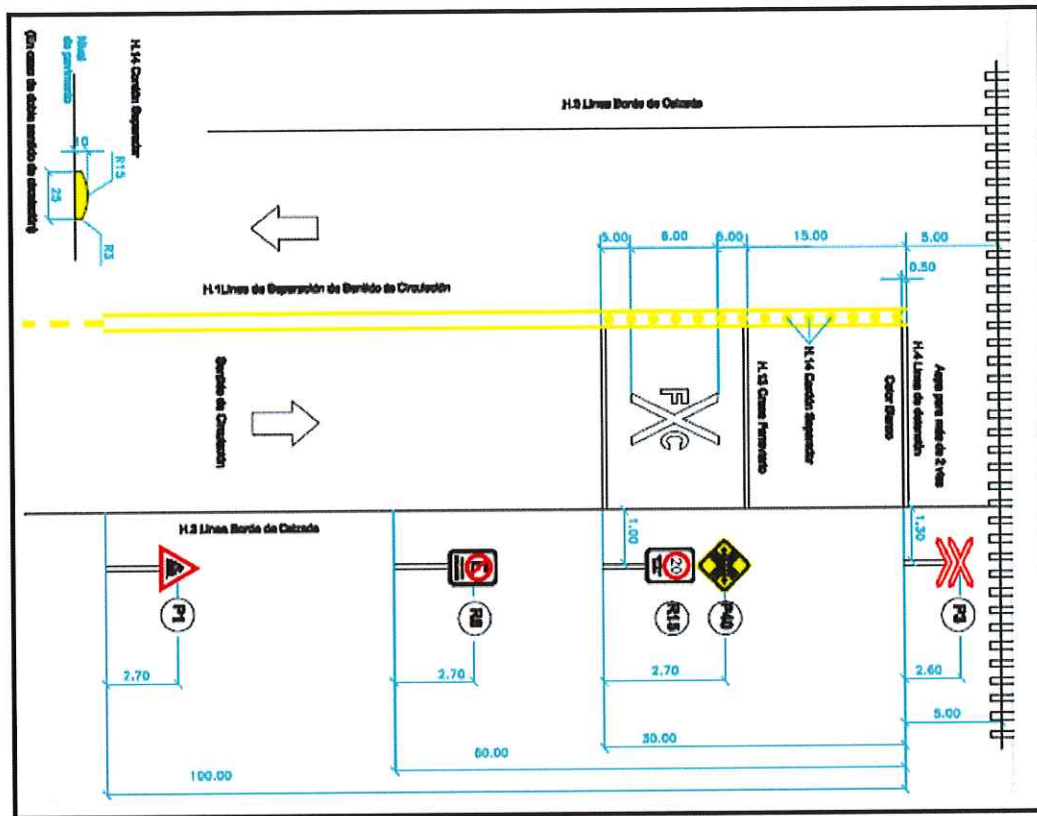 H.3 Línea Borde de Calzada
H.14 Cordón Separador
Nivel
de pavimento
10
R15
25
R3
(En caso de doble sentido de circulación)
5.00
6.00
5.00
15.00
5.00
0.50
H.1Línea de Separación de Sentido de Circulación
Aspa para más de 2 vías
H.4 Línea de detención
Color Blanco
H.14 Cordón Separador
H.13 Cruce Ferroviario
F C
Sentido de Circulación
H.3 Línea Borde de Calzada
1.00
1.30
20
P1
R8
R15
P40
P3
2.70
2.70
2.70
2.60
5.00
30.00
60.00
100.00